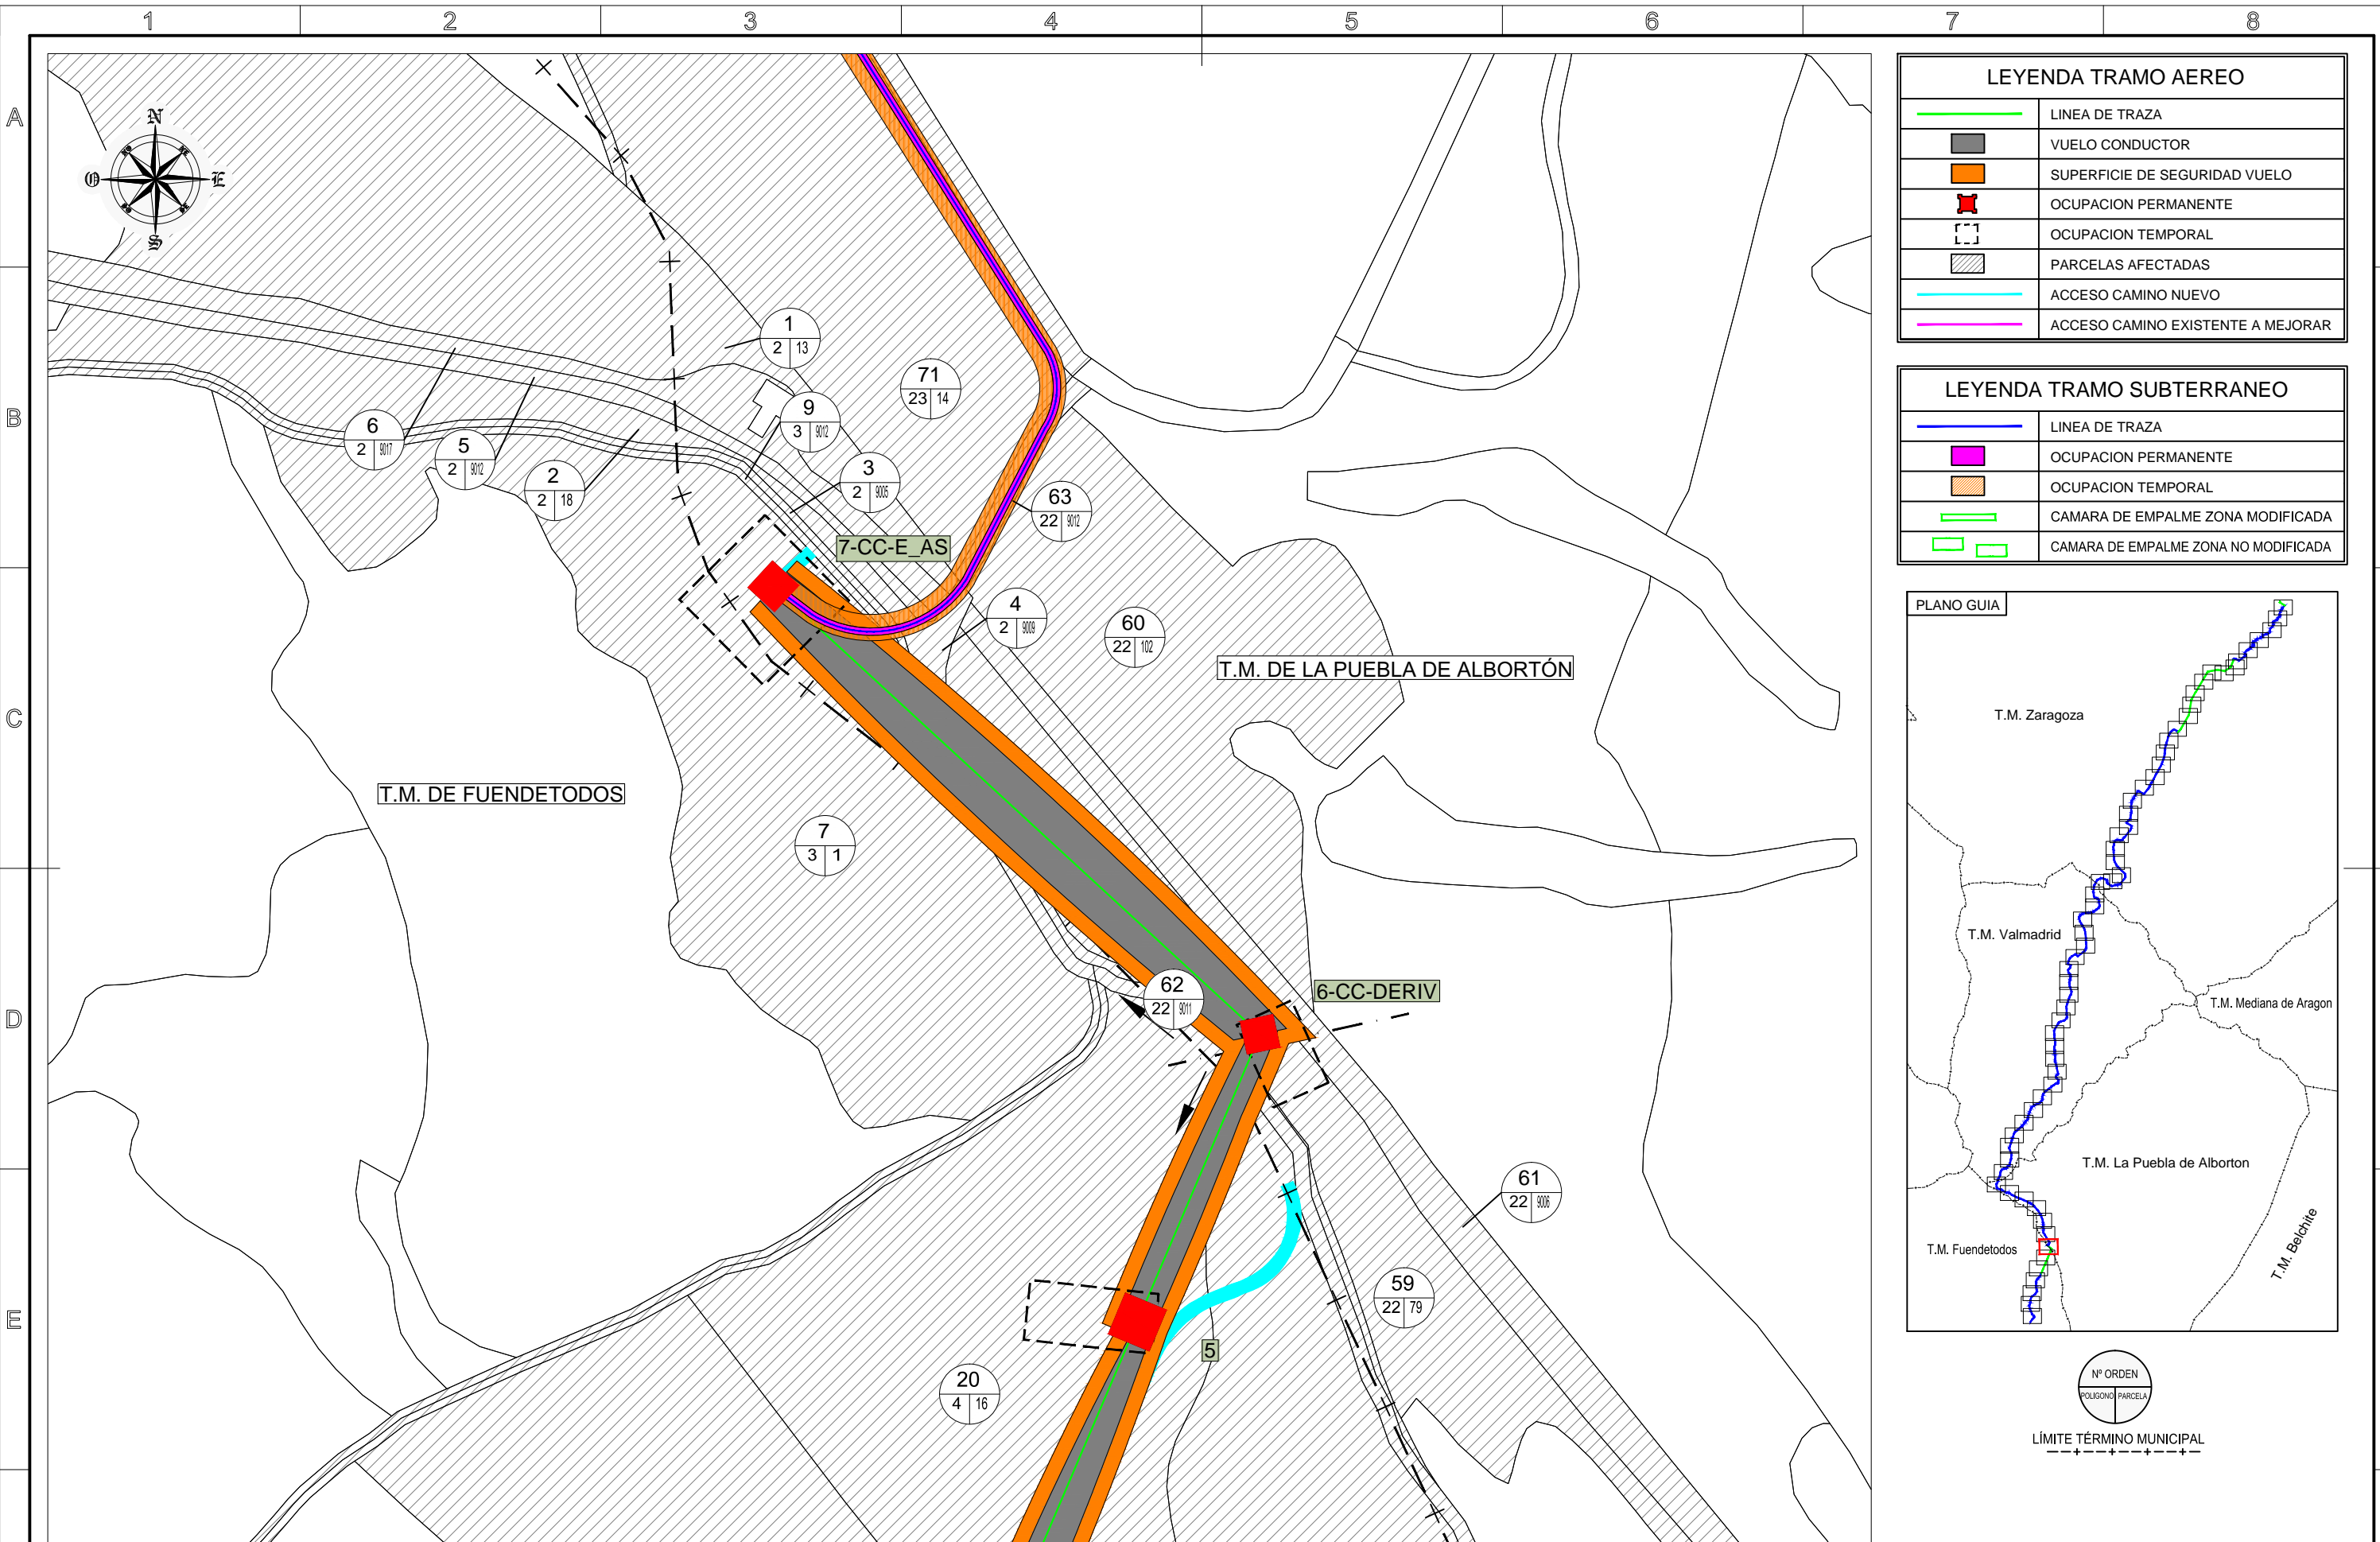 1 2 3 4 5 6 7 8
A
B
C
D
E
N
O E
S
1
2 13
71
23 14
9
3 9012
6
2 9017
5
2 9012
2
2 18
3
2 9005
63
22 9012
7-CC-E_AS
4
2 9009
60
22 102
T.M. DE LA PUEBLA DE ALBORTÓN
T.M. DE FUENDETODOS
7
3 1
62
22 9011
6-CC-DERIV
61
22 9006
59
22 79
5
20
4 16
LEYENDA TRAMO AEREO
LINEA DE TRAZA
VUELO CONDUCTOR
SUPERFICIE DE SEGURIDAD VUELO
OCUPACION PERMANENTE
OCUPACION TEMPORAL
PARCELAS AFECTADAS
ACCESO CAMINO NUEVO
ACCESO CAMINO EXISTENTE A MEJORAR
LEYENDA TRAMO SUBTERRANEO
LINEA DE TRAZA
OCUPACION PERMANENTE
OCUPACION TEMPORAL
CAMARA DE EMPALME ZONA MODIFICADA
CAMARA DE EMPALME ZONA NO MODIFICADA
PLANO GUIA
T.M. Zaragoza
T.M. Valmadrid
T.M. Mediana de Aragon
T.M. La Puebla de Alborton
T.M. Fuendetodos
T.M. Belchite
Nº ORDEN
POLIGONO PARCELA
LÍMITE TÉRMINO MUNICIPAL